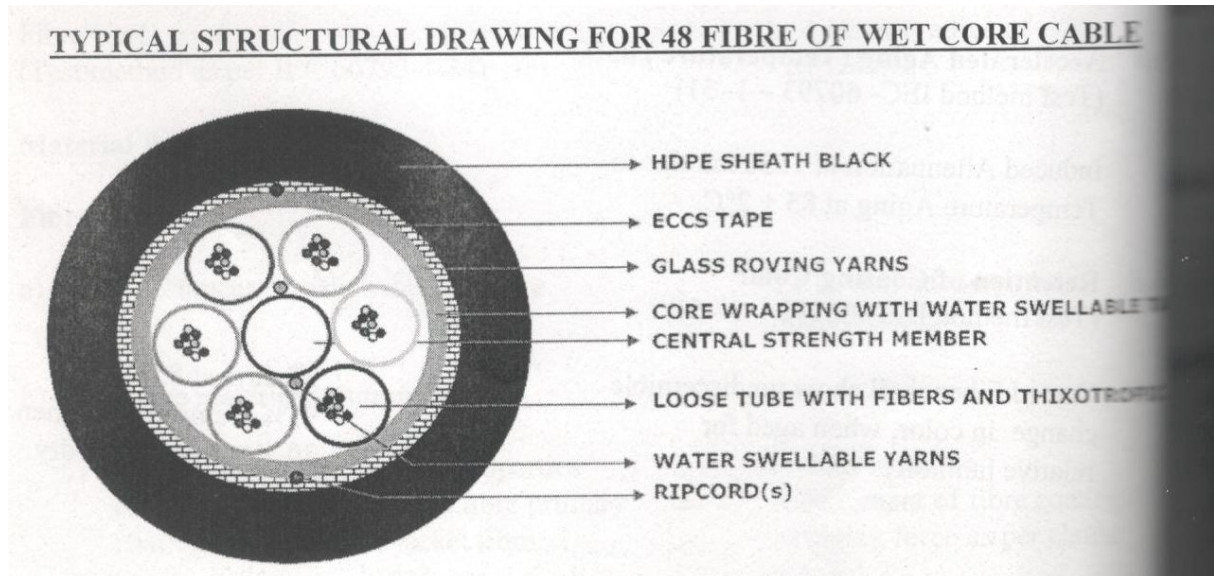 TYPICAL STRUCTURAL DRAWING FOR 48 FIBRE OF WET CORE CABLE
HDPE SHEATH BLACK
ECCS TAPE
GLASS ROVING YARNS
CORE WRAPPING WITH WATER SWELLABLE
CENTRAL STRENGTH MEMBER
LOOSE TUBE WITH FIBERS AND
WATER SWELLABLE YARNS
RIPCORD(s)